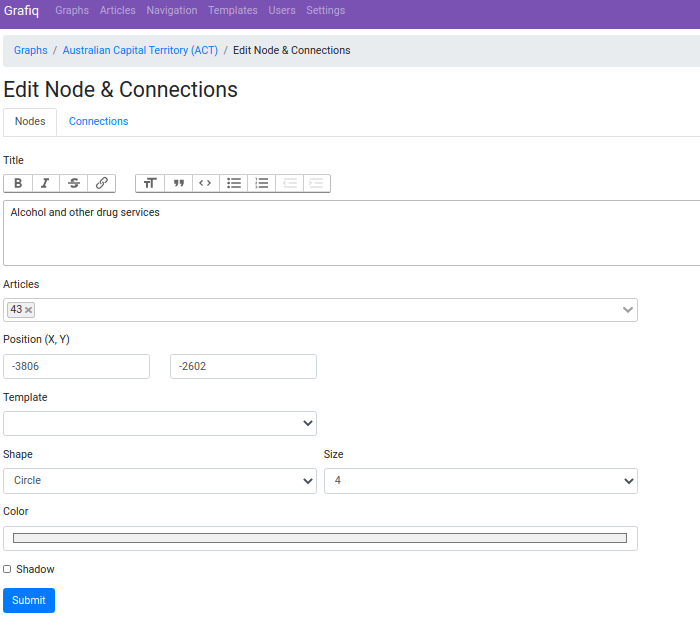 Grafiq Graphs Articles Navigation Templates Users Settings
Graphs / Australian Capital Territory (ACT) / Edit Node & Connections
Edit Node & Connections
Nodes Connections
Title
Alcohol and other drug services
Articles
43
Position (X, Y)
-3806 -2602
Template
Shape Size
Circle 4
Color
Shadow
Submit